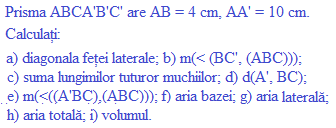 Prisma ABCA'B'C' are AB = 4 cm, AA' = 10 cm.
Calculați:
a) diagonala feței laterale; b) m(< (BC', (ABC)));
c) suma lungimilor tuturor muchiilor; d) d(A', BC);
e) m(<((A'BC),(ABC))); f) aria bazei; g) aria laterală;
h) aria totală; i) volumul.